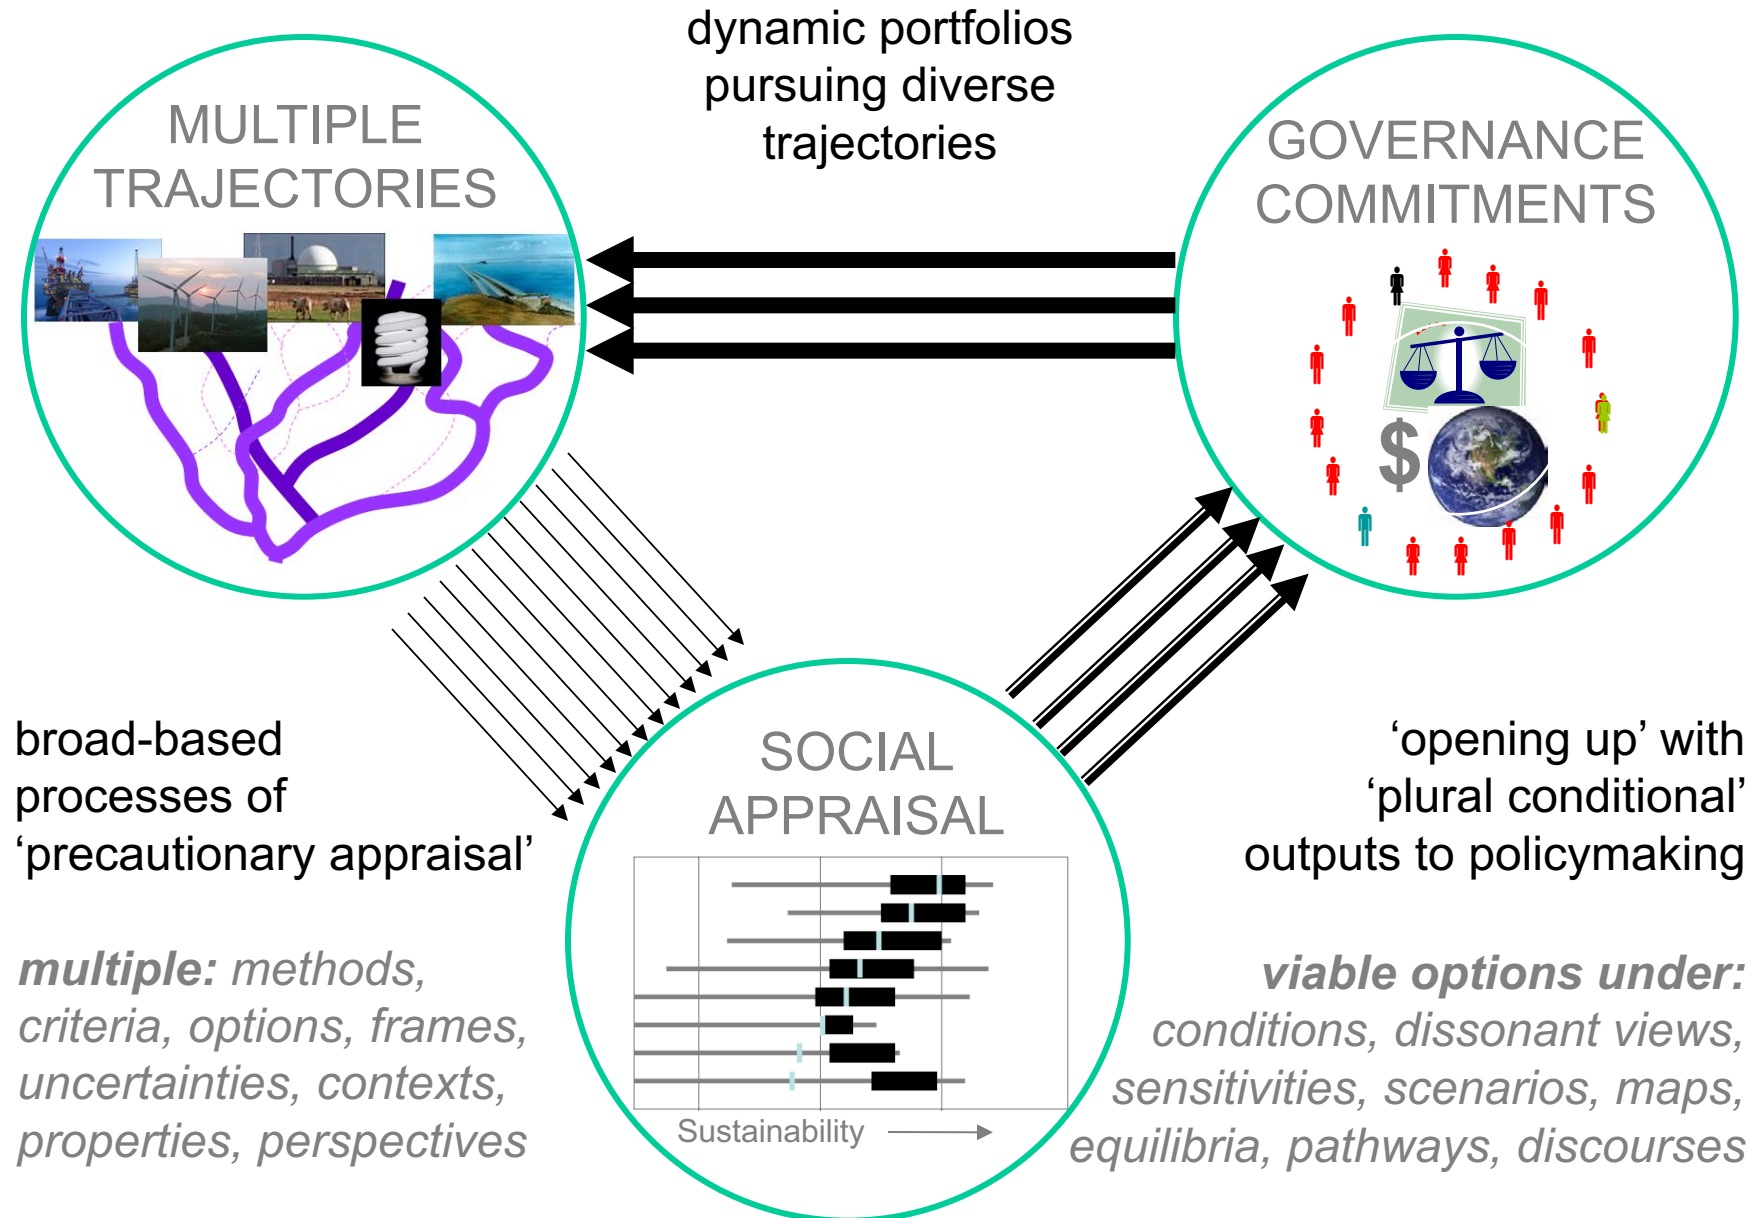 dynamic portfolios
pursuing diverse
trajectories
MULTIPLE
TRAJECTORIES
GOVERNANCE
COMMITMENTS
$
broad-based
processes of
‘precautionary appraisal’
multiple: methods,
criteria, options, frames,
uncertainties, contexts,
properties, perspectives
SOCIAL
APPRAISAL
Sustainability
‘opening up’ with
‘plural conditional’
outputs to policymaking
viable options under:
conditions, dissonant views,
sensitivities, scenarios, maps,
equilibria, pathways, discourses